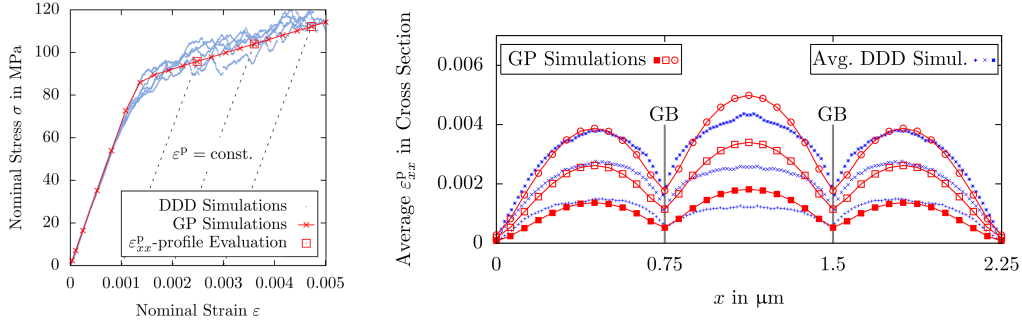 120
100
80
60
40
20
0
Nominal Stress σ in MPa
εᵖ = const.
DDD Simulations
GP Simulations
εᵖₓₓ-profile Evaluation
0 0.001 0.002 0.003 0.004 0.005
Nominal Strain ε
0.006
0.004
0.002
0
Average εᵖₓₓ in Cross Section
GP Simulations
Avg. DDD Simul.
GB
GB
0 0.75 1.5 2.25
x in μm